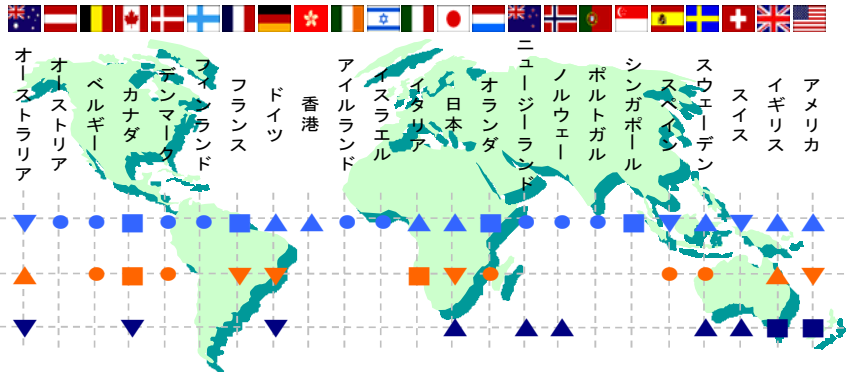 オーストラリア
オーストリア
ベルギー
カナダ
デンマーク
フィンランド
フランス
ドイツ
香港
アイルランド
イスラエル
イタリア
日本
オランダ
ニュージーランド
ノルウェー
ポルトガル
シンガポール
スペイン
スウェーデン
スイス
イギリス
アメリカ